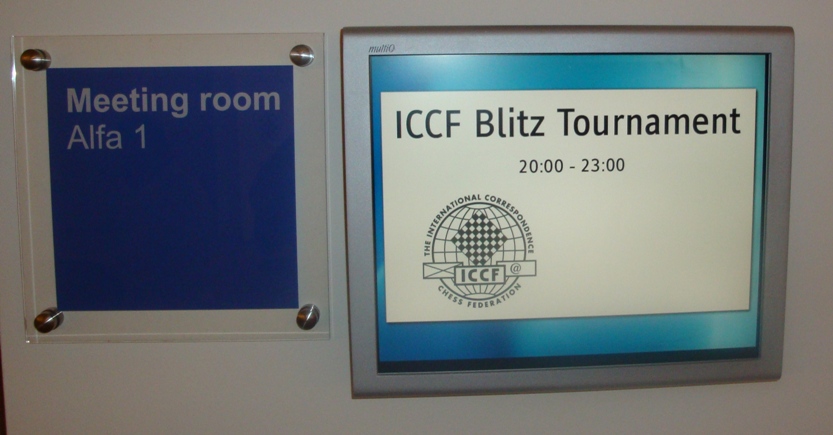 Meeting room
Alfa 1
multiQ
ICCF Blitz Tournament
20:00 - 23:00
THE INTERNATIONAL CORRESPONDENCE
ICCF @
CHESS FEDERATION